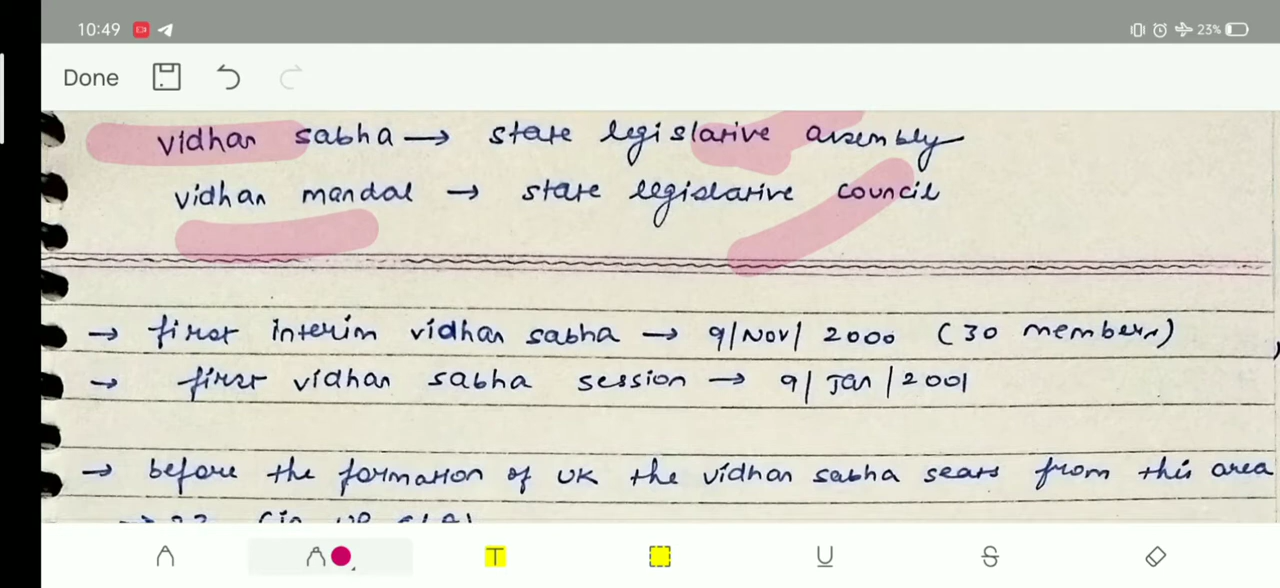 10:49 23%
Done
vidhan sabha → state legislative assembly
vidhan mandal → state legislative council
→ first interim vidhan sabha → 9/Nov/2000 (30 members)
→ first vidhan sabha session → 9/Jan/2001
→ before the formation of UK the vidhan sabha seats from this area
T U S